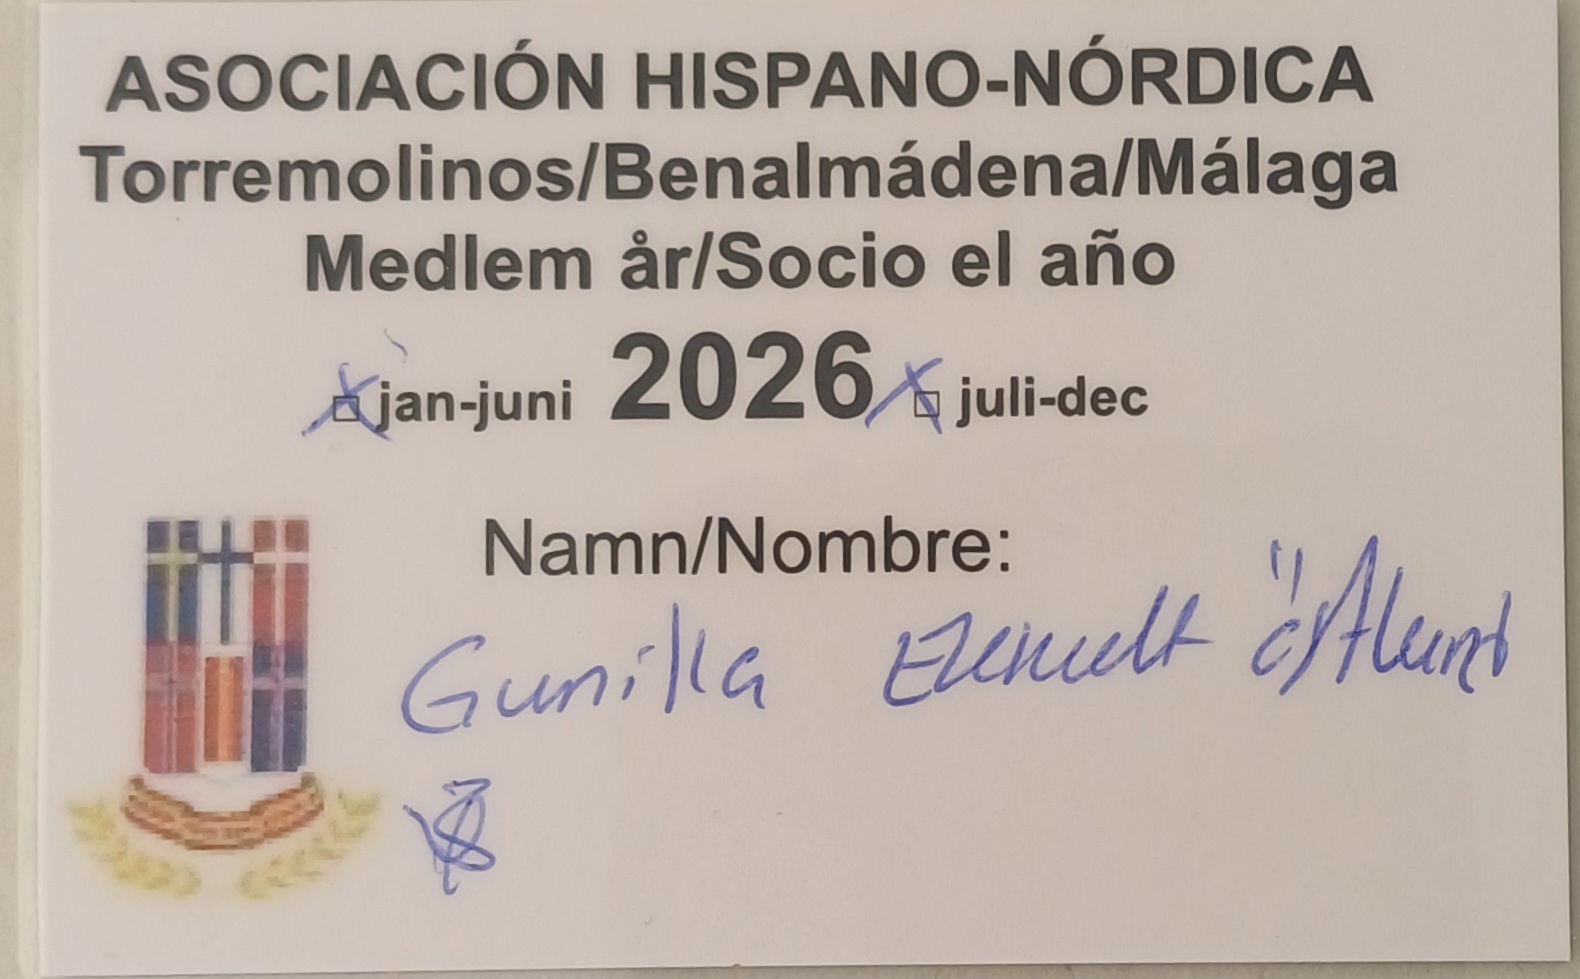 ASOCIACIÓN HISPANO-NÓRDICA
Torremolinos/Benalmádena/Málaga
Medlem år/Socio el año
jan-juni 2026 juli-dec
Namn/Nombre:
Gunilla östlund